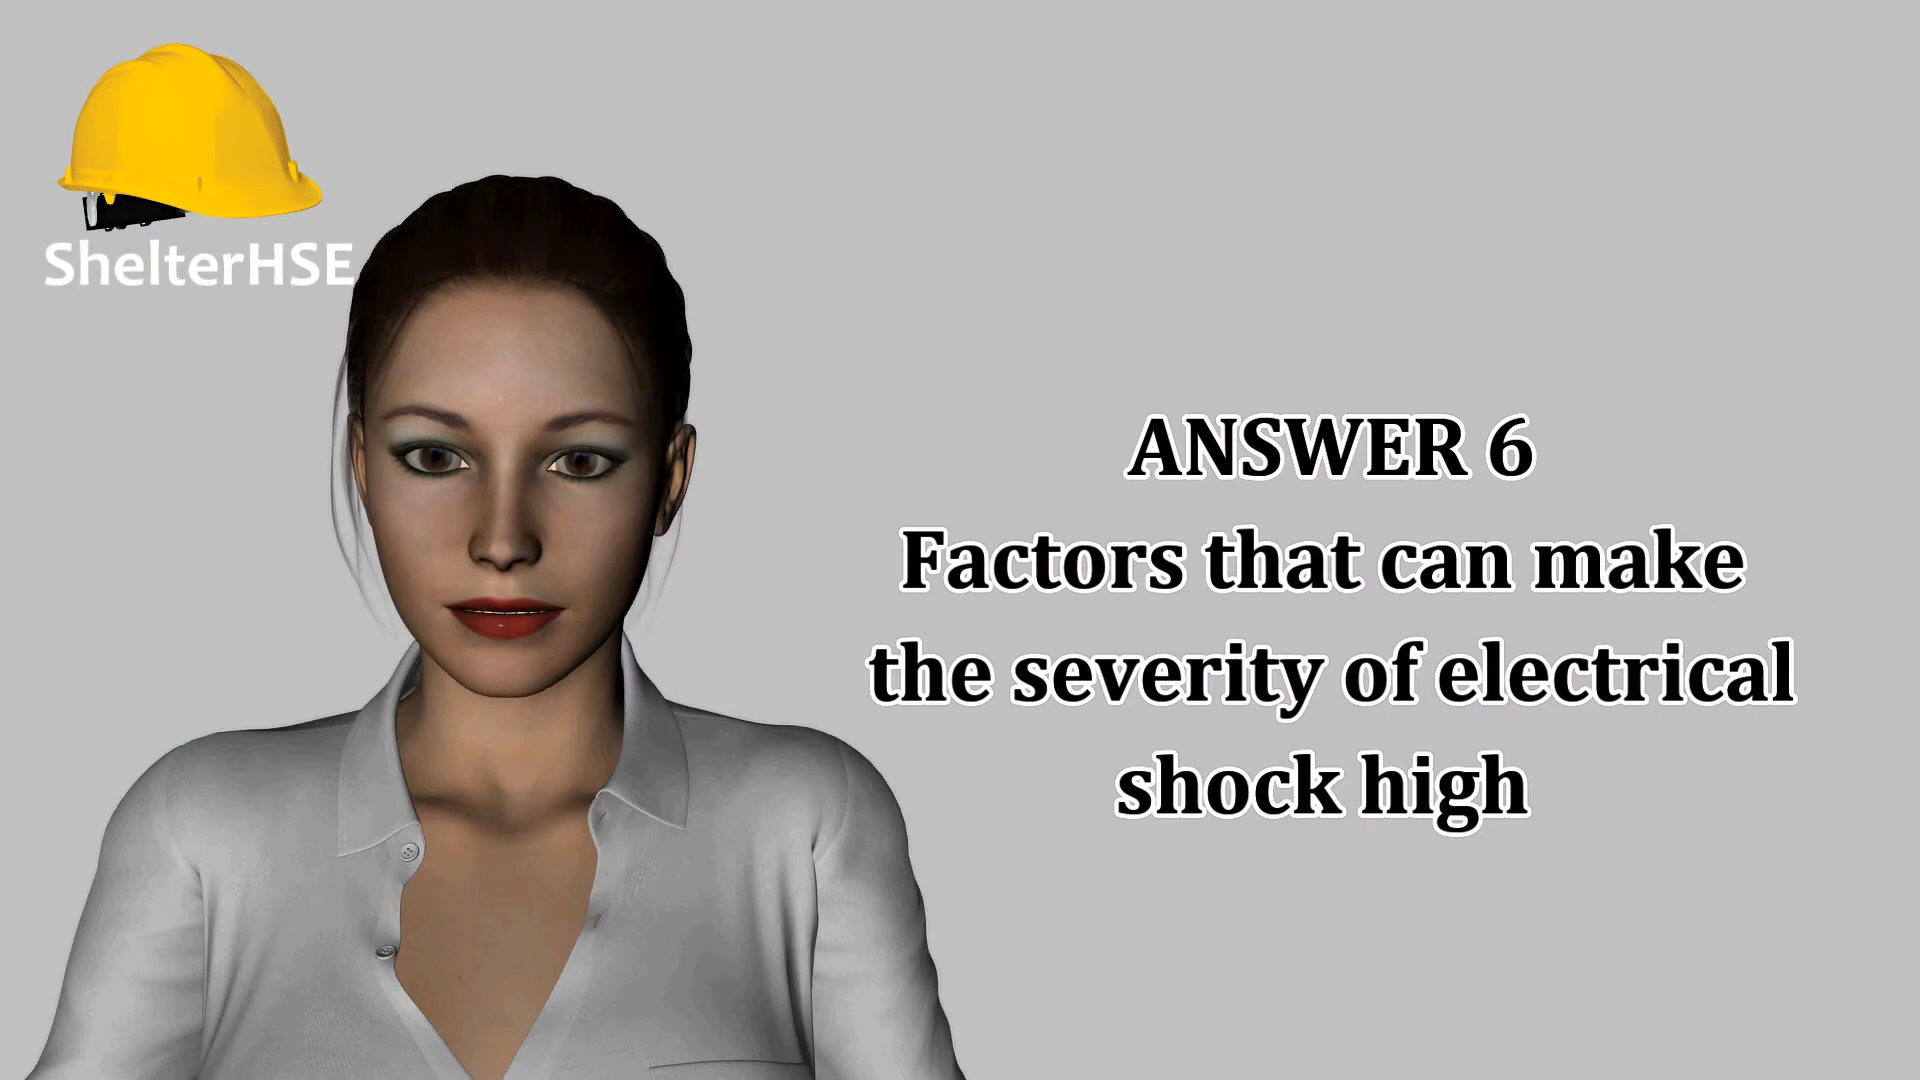 ShelterHSE
ANSWER 6
Factors that can make
the severity of electrical
shock high